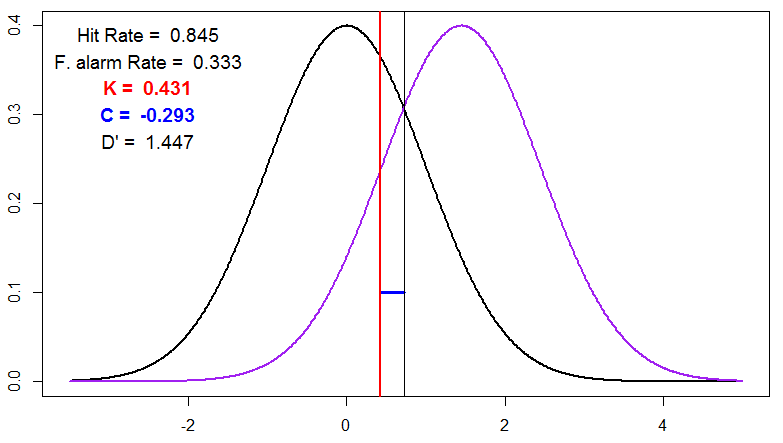 Hit Rate = 0.845
F. alarm Rate = 0.333
K = 0.431
C = -0.293
D' = 1.447
0.4
0.3
0.2
0.1
0.0
-2 0 2 4